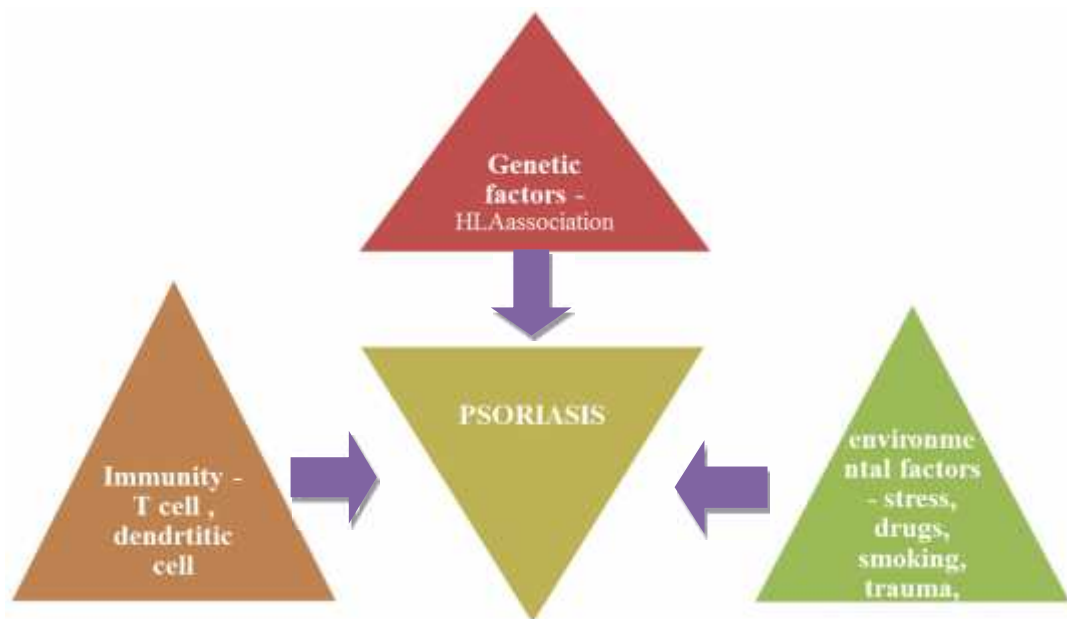 Genetic
factors -
HLAassociation
PSORIASIS
Immunity -
T cell ,
dendrtitic
cell
environme
ntal factors
- stress,
drugs,
smoking,
trauma,